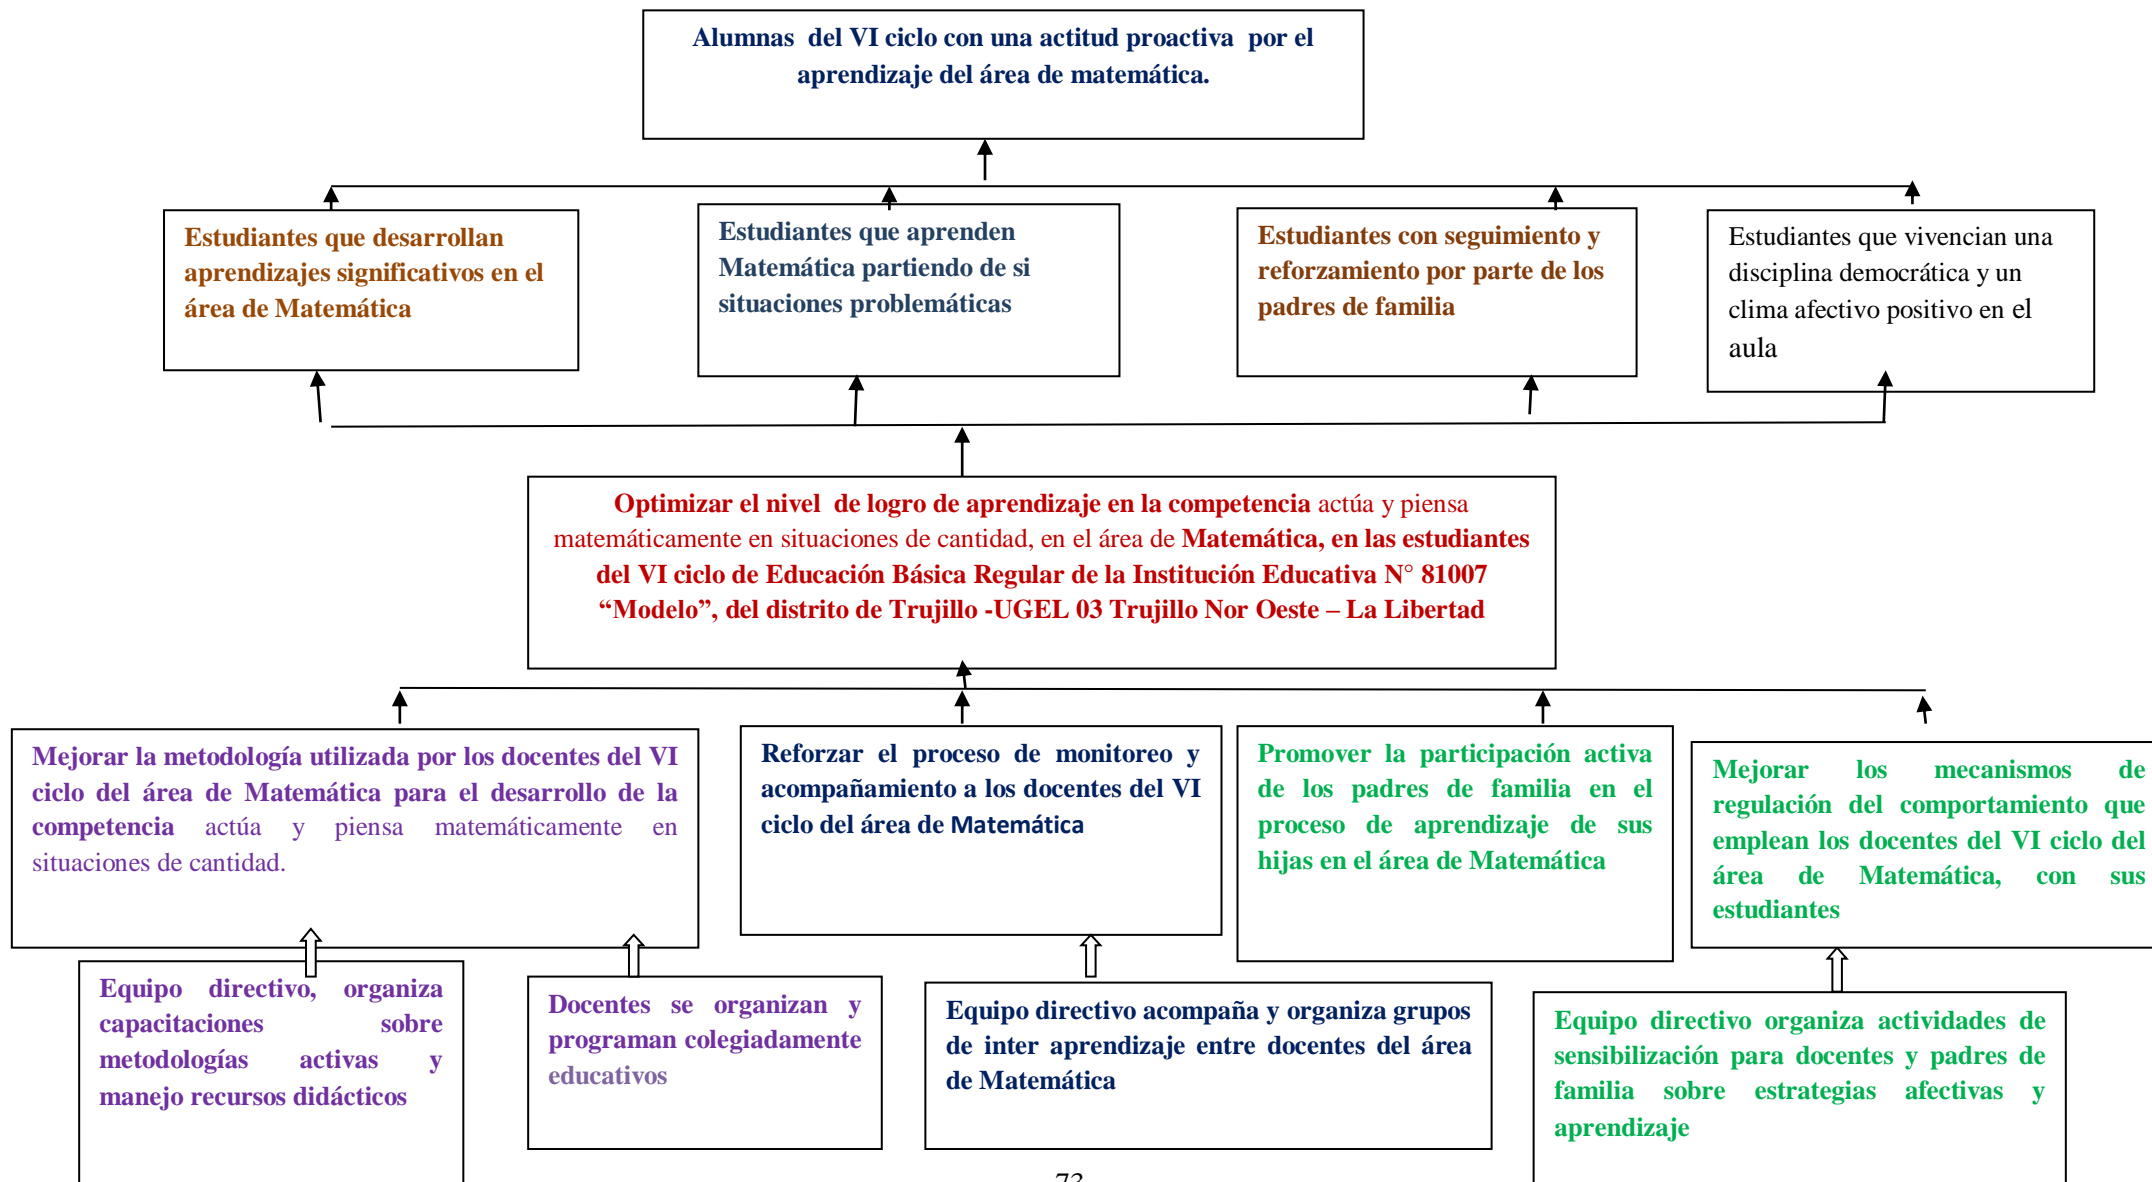 Alumnas del VI ciclo con una actitud proactiva por el
aprendizaje del área de matemática.
Estudiantes que desarrollan
aprendizajes significativos en el
área de Matemática
Estudiantes que aprenden
Matemática partiendo de si
situaciones problemáticas
Estudiantes con seguimiento y
reforzamiento por parte de los
padres de familia
Estudiantes que vivencian una
disciplina democrática y un
clima afectivo positivo en el
aula
Optimizar el nivel de logro de aprendizaje en la competencia actúa y piensa
matemáticamente en situaciones de cantidad, en el área de Matemática, en las estudiantes
del VI ciclo de Educación Básica Regular de la Institución Educativa N° 81007
“Modelo”, del distrito de Trujillo -UGEL 03 Trujillo Nor Oeste – La Libertad
Mejorar la metodología utilizada por los docentes del VI
ciclo del área de Matemática para el desarrollo de la
competencia actúa y piensa matemáticamente en
situaciones de cantidad.
Reforzar el proceso de monitoreo y
acompañamiento a los docentes del VI
ciclo del área de Matemática
Promover la participación activa
de los padres de familia en el
proceso de aprendizaje de sus
hijas en el área de Matemática
Mejorar los mecanismos de
regulación del comportamiento que
emplean los docentes del VI ciclo del
área de Matemática, con sus
estudiantes
Equipo directivo, organiza
capacitaciones sobre
metodologías activas y
manejo recursos didácticos
Docentes se organizan y
programan colegiadamente
educativos
Equipo directivo acompaña y organiza grupos
de inter aprendizaje entre docentes del área
de Matemática
Equipo directivo organiza actividades de
sensibilización para docentes y padres de
familia sobre estrategias afectivas y
aprendizaje
73